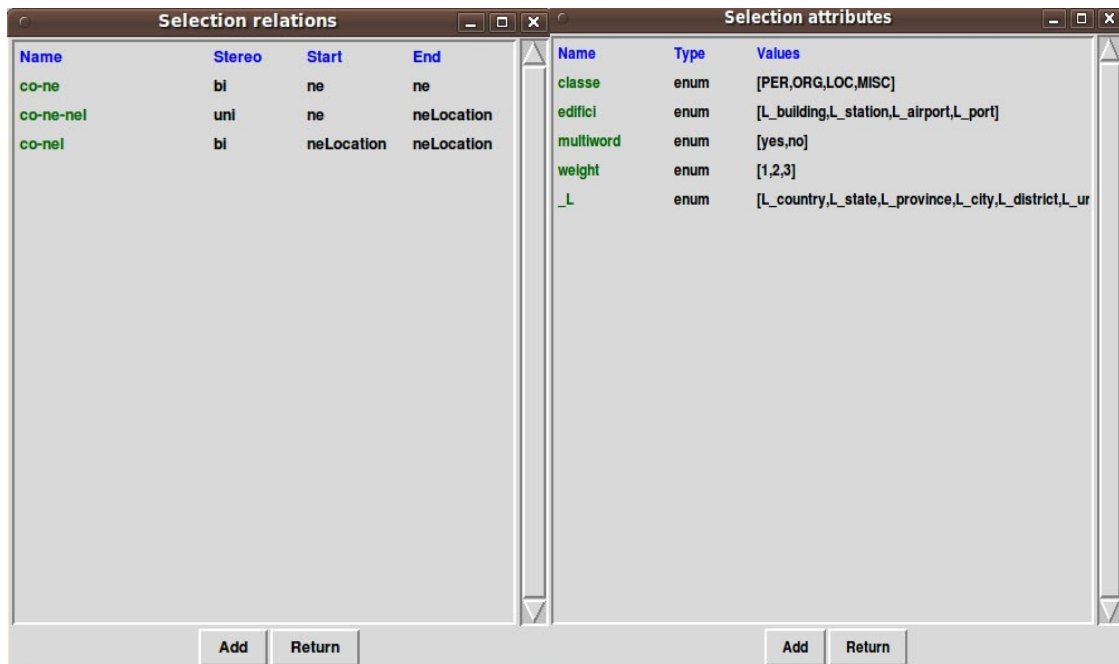 Selection relations
Name Stereo Start End
co-ne bi ne ne
co-ne-nel uni ne neLocation
co-nel bi neLocation neLocation
Add Return
Selection attributes
Name Type Values
classe enum [PER,ORG,LOC,MISC]
edifici enum [L_building,L_station,L_airport,L_port]
multiword enum [yes,no]
weight enum [1,2,3]
_L enum [L_country,L_state,L_province,L_city,L_district,L_ur
Add Return